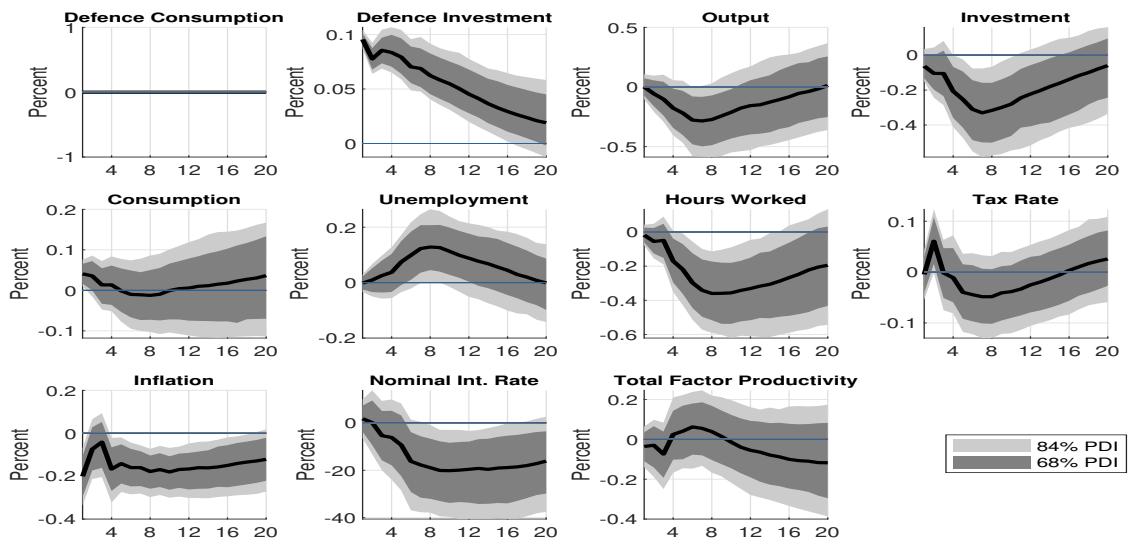 Defence Consumption
Percent
1
0
-1
4 8 12 16 20
Defence Investment
Percent
0.1
0.05
0
4 8 12 16 20
Output
Percent
0.5
0
-0.5
4 8 12 16 20
Investment
Percent
0
-0.2
-0.4
4 8 12 16 20
Consumption
Percent
0.2
0.1
0
-0.1
4 8 12 16 20
Unemployment
Percent
0.2
0
-0.2
4 8 12 16 20
Hours Worked
Percent
0
-0.2
-0.4
-0.6
4 8 12 16 20
Tax Rate
Percent
0.1
0
-0.1
4 8 12 16 20
Inflation
Percent
0.2
0
-0.2
-0.4
4 8 12 16 20
Nominal Int. Rate
Percent
0
-20
-40
4 8 12 16 20
Total Factor Productivity
Percent
0.2
0
-0.2
-0.4
4 8 12 16 20
84% PDI
68% PDI